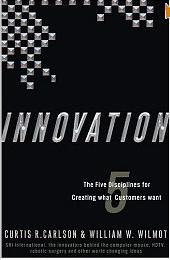 INNOVATION
The Five Disciplines for
Creating what Customers want
5
CURTIS R. CARLSON & WILLIAM W. WILMOT
SRI International, the innovators behind the computer mouse, HDTV,
robotic surgery and other world changing ideas